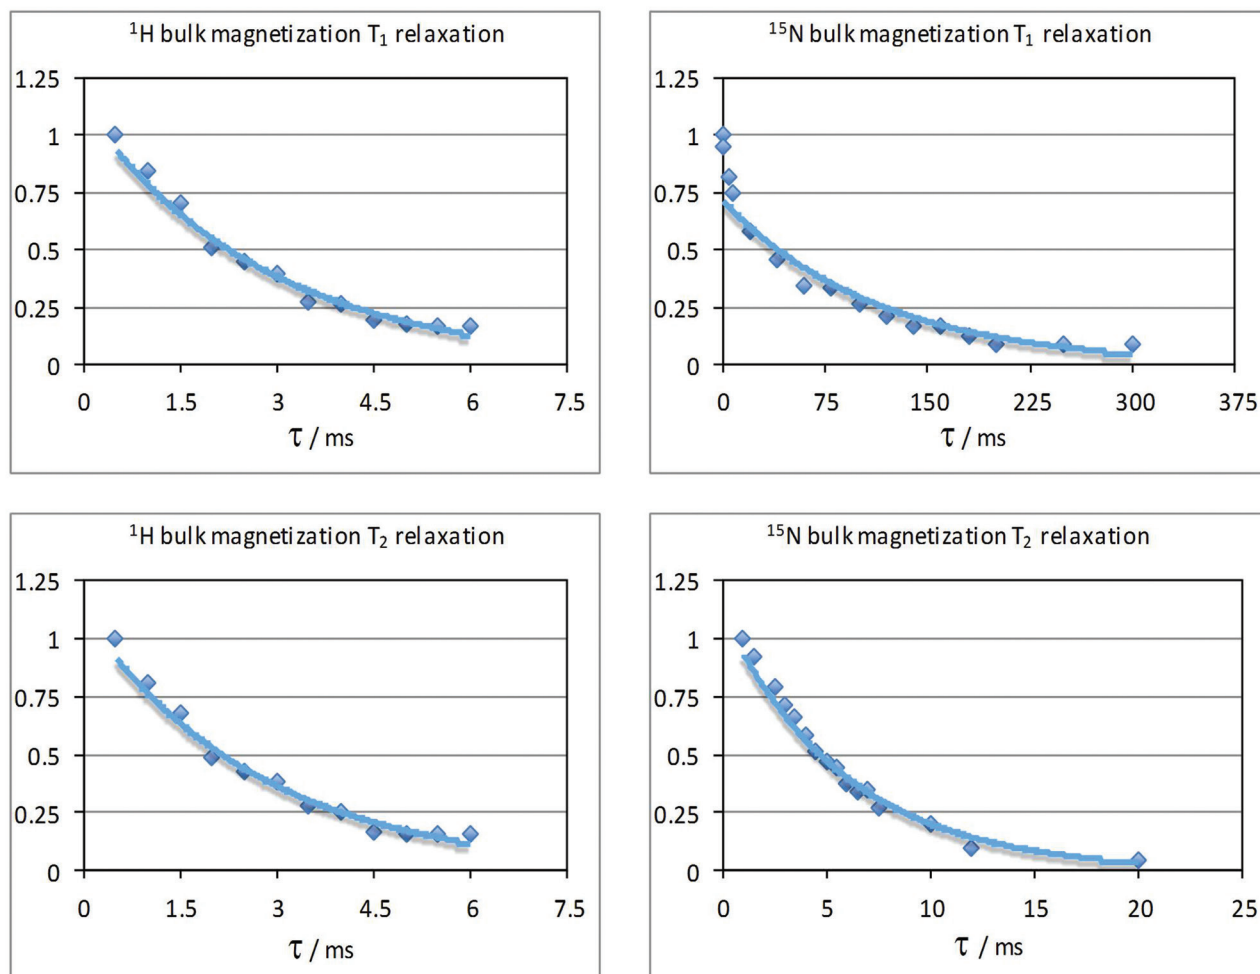 ¹H bulk magnetization T₁ relaxation
1.25
1
0.75
0.5
0.25
0
0 1.5 3 4.5 6 7.5
τ / ms
¹⁵N bulk magnetization T₁ relaxation
1.25
1
0.75
0.5
0.25
0
0 75 150 225 300 375
τ / ms
¹H bulk magnetization T₂ relaxation
1.25
1
0.75
0.5
0.25
0
0 1.5 3 4.5 6 7.5
τ / ms
¹⁵N bulk magnetization T₂ relaxation
1.25
1
0.75
0.5
0.25
0
0 5 10 15 20 25
τ / ms